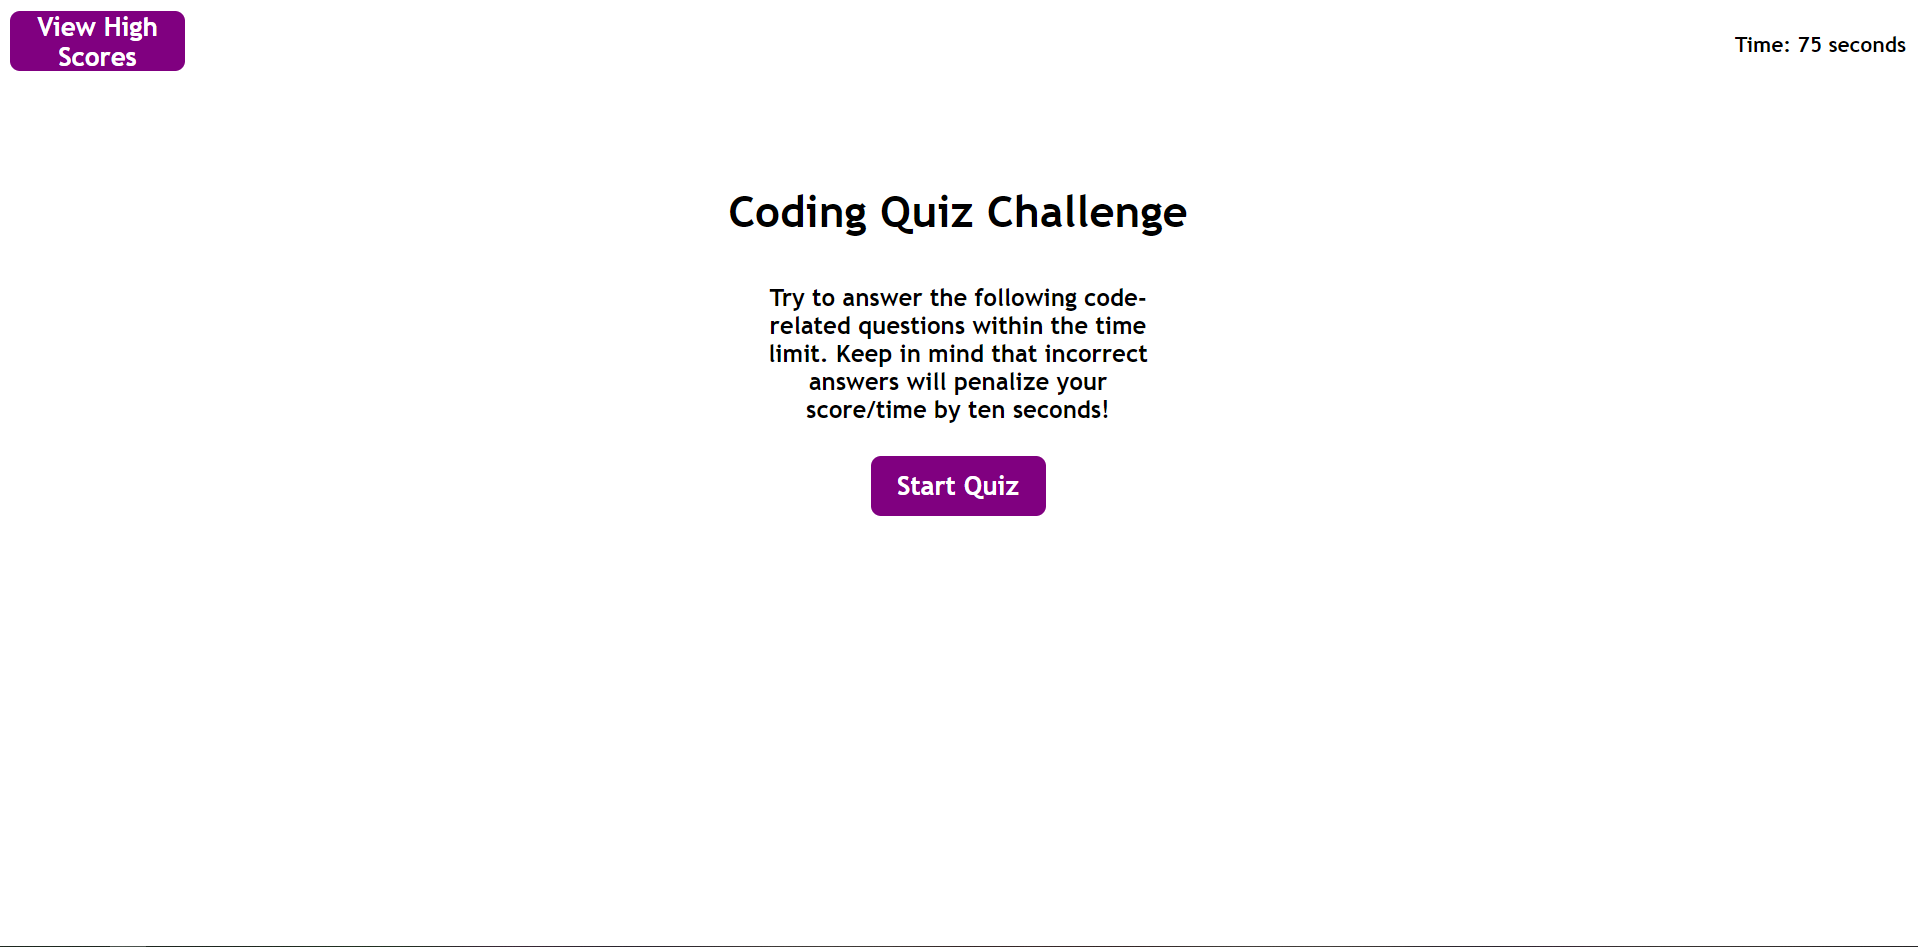 View High
Scores
Time: 75 seconds
Coding Quiz Challenge
Try to answer the following code-
related questions within the time
limit. Keep in mind that incorrect
answers will penalize your
score/time by ten seconds!
Start Quiz